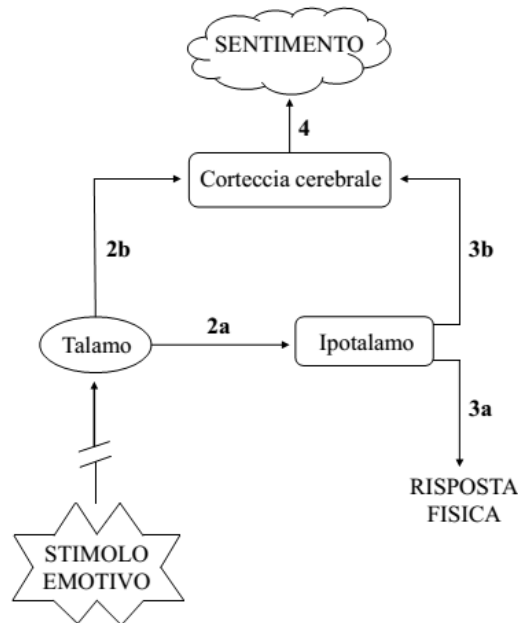 SENTIMENTO
4
Corteccia cerebrale
2b
3b
2a
Talamo
Ipotalamo
3a
RISPOSTA
FISICA
STIMOLO
EMOTIVO